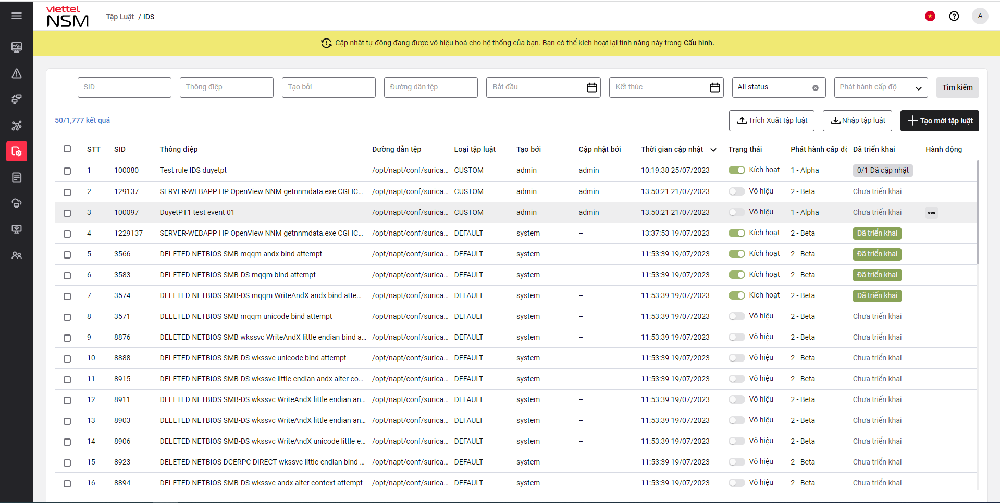 viettel
NSM
Tập Luật / IDS
A
Cập nhật tự động đang được vô hiệu hoá cho hệ thống của bạn. Bạn có thể kích hoạt lại tính năng này trong Cấu hình.
SID Thông điệp Tạo bởi Đường dẫn tệp Bắt đầu Kết thúc All status Phát hành cấp độ Tìm kiếm
50/1,777 kết quả Trích Xuất tập luật Nhập tập luật Tạo mới tập luật
STT SID Thông điệp Đường dẫn tệp Loại tập luật Tạo bởi Cập nhật bởi Thời gian cập nhật Trạng thái Phát hành cấp độ Đã triển khai Hành động
1 100080 Test rule IDS duyetpt /opt/napt/conf/surica... CUSTOM admin admin 10:19:38 25/07/2023 Kích hoạt 1 - Alpha 0/1 Đã cập nhật
2 129137 SERVER-WEBAPP HP OpenView NNM getnnmdata.exe CGI IC... /opt/napt/conf/surica... CUSTOM admin admin 13:50:21 21/07/2023 Vô hiệu 2 - Beta Chưa triển khai
3 100097 DuyetPT1 test event 01 /opt/napt/conf/surica... CUSTOM admin admin 13:50:21 21/07/2023 Vô hiệu 1 - Alpha Chưa triển khai
4 1229137 SERVER-WEBAPP HP OpenView NNM getnnmdata.exe CGI IC... /opt/napt/conf/surica... DEFAULT system -- 13:37:53 19/07/2023 Kích hoạt 2 - Beta Đã triển khai
5 3566 DELETED NETBIOS SMB mqqm andx bind attempt /opt/napt/conf/surica... DEFAULT system -- 11:53:39 19/07/2023 Kích hoạt 2 - Beta Đã triển khai
6 3583 DELETED NETBIOS SMB-DS mqqm bind attempt /opt/napt/conf/surica... DEFAULT system -- 11:53:39 19/07/2023 Kích hoạt 2 - Beta Đã triển khai
7 3574 DELETED NETBIOS SMB-DS mqqm WriteAndX andx bind atte... /opt/napt/conf/surica... DEFAULT system -- 11:53:39 19/07/2023 Kích hoạt 2 - Beta Đã triển khai
8 3571 DELETED NETBIOS SMB mqqm unicode bind attempt /opt/napt/conf/surica... DEFAULT system -- 11:53:39 19/07/2023 Vô hiệu 2 - Beta Chưa triển khai
9 8876 DELETED NETBIOS SMB wkssvc WriteAndX little endian bind a... /opt/napt/conf/surica... DEFAULT system -- 11:53:39 19/07/2023 Vô hiệu 2 - Beta Chưa triển khai
10 8888 DELETED NETBIOS SMB-DS wkssvc unicode bind attempt /opt/napt/conf/surica... DEFAULT system -- 11:53:39 19/07/2023 Vô hiệu 2 - Beta Chưa triển khai
11 8915 DELETED NETBIOS SMB-DS wkssvc little endian andx alter co... /opt/napt/conf/surica... DEFAULT system -- 11:53:39 19/07/2023 Vô hiệu 2 - Beta Chưa triển khai
12 8911 DELETED NETBIOS SMB-DS wkssvc WriteAndX little endian an... /opt/napt/conf/surica... DEFAULT system -- 11:53:39 19/07/2023 Vô hiệu 2 - Beta Chưa triển khai
13 8903 DELETED NETBIOS SMB-DS wkssvc WriteAndX little endian an... /opt/napt/conf/surica... DEFAULT system -- 11:53:39 19/07/2023 Vô hiệu 2 - Beta Chưa triển khai
14 8906 DELETED NETBIOS SMB-DS wkssvc WriteAndX unicode little e... /opt/napt/conf/surica... DEFAULT system -- 11:53:39 19/07/2023 Vô hiệu 2 - Beta Chưa triển khai
15 8923 DELETED NETBIOS DCERPC DIRECT wkssvc little endian bind ... /opt/napt/conf/surica... DEFAULT system -- 11:53:39 19/07/2023 Vô hiệu 2 - Beta Chưa triển khai
16 8894 DELETED NETBIOS SMB-DS wkssvc andx alter context attempt /opt/napt/conf/surica... DEFAULT system -- 11:53:39 19/07/2023 Vô hiệu 2 - Beta Chưa triển khai